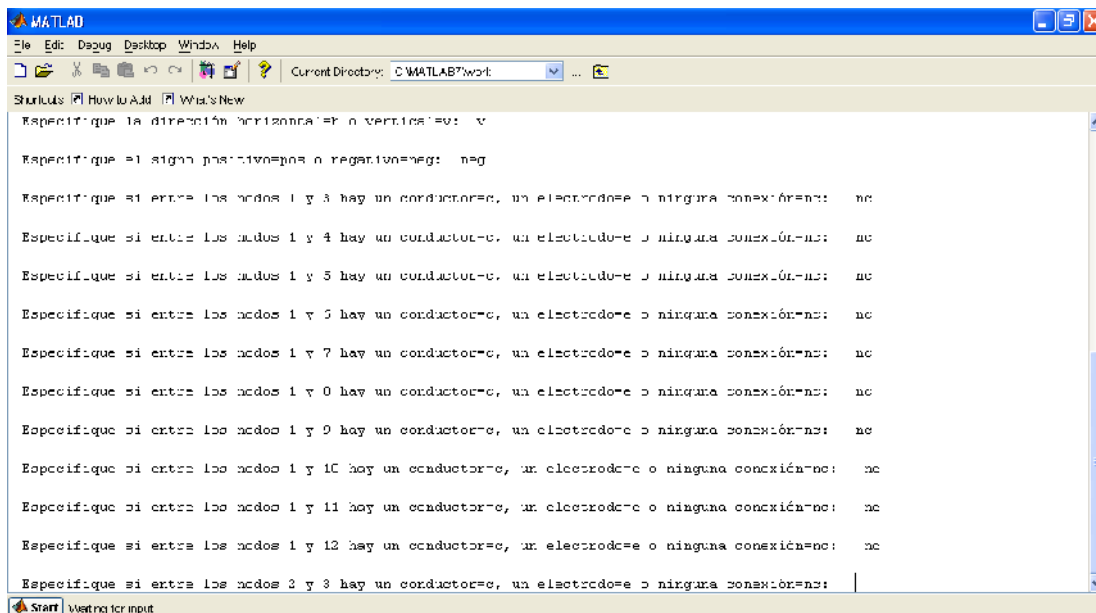 MATLAB
File Edit Debug Desktop Window Help
Current Directory: C:\MATLAB7\work
Shortcuts How to Add What's New
Especifique la dirección horizontal=h o vertical=v: v
Especifique el signo positivo=pos o negativo=neg: neg
Especifique si entre los nodos 1 y 3 hay un conductor=c, un electrodo=e o ninguna conexión=nc: nc
Especifique si entre los nodos 1 y 4 hay un conductor=c, un electrodo=e o ninguna conexión=nc: nc
Especifique si entre los nodos 1 y 5 hay un conductor=c, un electrodo=e o ninguna conexión=nc: nc
Especifique si entre los nodos 1 y 6 hay un conductor=c, un electrodo=e o ninguna conexión=nc: nc
Especifique si entre los nodos 1 y 7 hay un conductor=c, un electrodo=e o ninguna conexión=nc: nc
Especifique si entre los nodos 1 y 8 hay un conductor=c, un electrodo=e o ninguna conexión=nc: nc
Especifique si entre los nodos 1 y 9 hay un conductor=c, un electrodo=e o ninguna conexión=nc: nc
Especifique si entre los nodos 1 y 10 hay un conductor=c, un electrodo=e o ninguna conexión=nc: nc
Especifique si entre los nodos 1 y 11 hay un conductor=c, un electrodo=e o ninguna conexión=nc: nc
Especifique si entre los nodos 1 y 12 hay un conductor=c, un electrodo=e o ninguna conexión=nc: nc
Especifique si entre los nodos 2 y 3 hay un conductor=c, un electrodo=e o ninguna conexión=nc:
Start Waiting for input